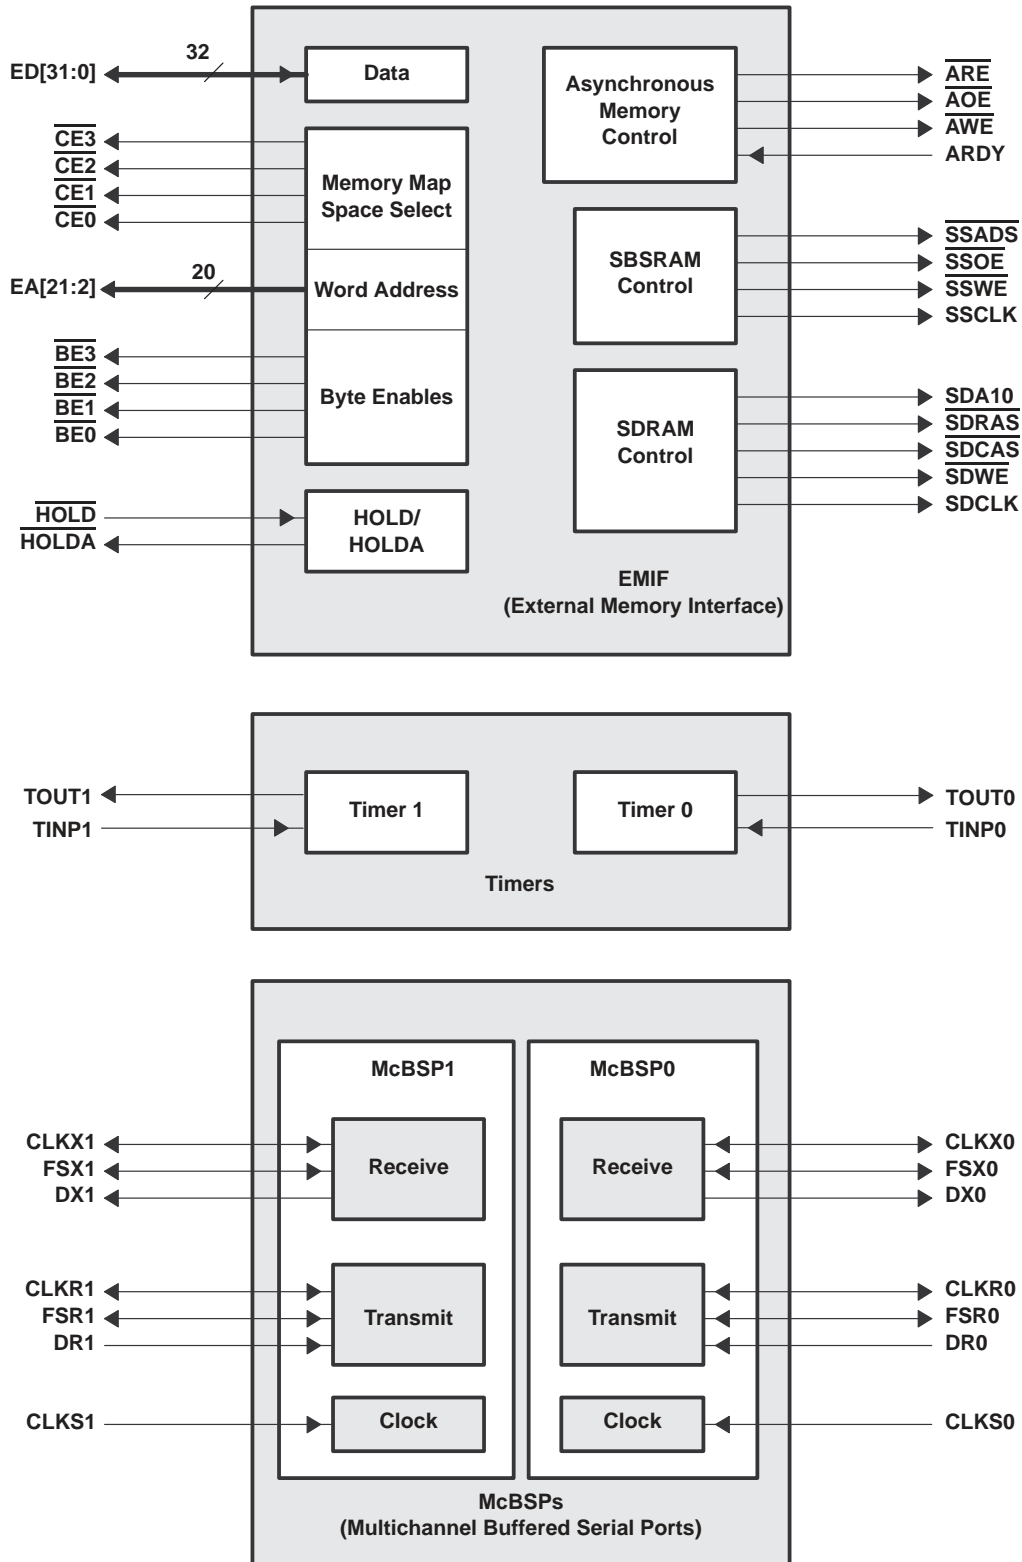 32
ED[31:0]
Data
CE3
CE2
CE1
CE0
Memory Map
Space Select
20
EA[21:2]
Word Address
BE3
BE2
BE1
BE0
Byte Enables
HOLD
HOLDA
HOLD/
HOLDA
Asynchronous
Memory
Control
ARE
AOE
AWE
ARDY
SBSRAM
Control
SSADS
SSOE
SSWE
SSCLK
SDRAM
Control
SDA10
SDRAS
SDCAS
SDWE
SDCLK
EMIF
(External Memory Interface)
TOUT1
TINP1
Timer 1
Timer 0
TOUT0
TINP0
Timers
McBSP1
McBSP0
CLKX1
FSX1
DX1
Receive
Receive
CLKX0
FSX0
DX0
CLKR1
FSR1
DR1
Transmit
Transmit
CLKR0
FSR0
DR0
CLKS1
Clock
Clock
CLKS0
McBSPs
(Multichannel Buffered Serial Ports)